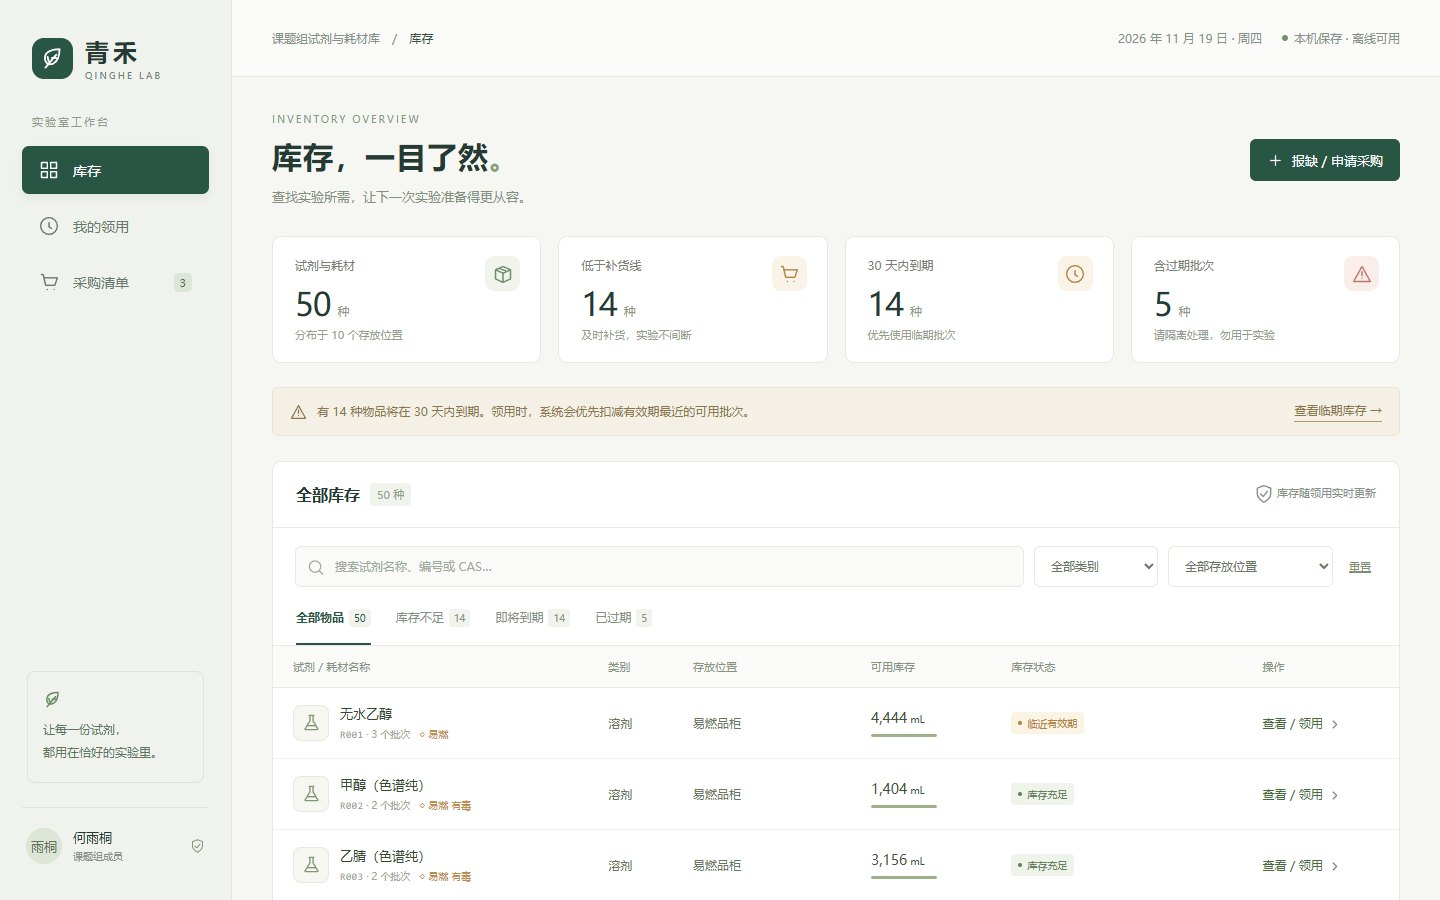 青禾
QINGHE LAB
实验室工作台
库存
我的领用
采购清单 3
让每一份试剂，
都用在恰好的实验里。
雨桐
何雨桐
课题组成员
课题组试剂与耗材库 / 库存
2026 年 11 月 19 日 · 周四
本机保存 · 离线可用
INVENTORY OVERVIEW
库存，一目了然。
查找实验所需，让下一次实验准备得更从容。
+ 报缺 / 申请采购
试剂与耗材
50 种
分布于 10 个存放位置
低于补货线
14 种
及时补货，实验不间断
30 天内到期
14 种
优先使用临期批次
含过期批次
5 种
请隔离处理，勿用于实验
有 14 种物品将在 30 天内到期。领用时，系统会优先扣减有效期最近的可用批次。
查看临期库存 →
全部库存 50 种
库存随领用实时更新
搜索试剂名称、编号或 CAS...
全部类别
全部存放位置
重置
全部物品 50 库存不足 14 即将到期 14 已过期 5
试剂 / 耗材名称 类别 存放位置 可用库存 库存状态 操作
无水乙醇
R001 · 3 个批次 易燃
溶剂
易燃品柜
4,444 mL
临近有效期
查看 / 领用
甲醇（色谱纯）
R002 · 2 个批次 易燃 有毒
溶剂
易燃品柜
1,404 mL
库存充足
查看 / 领用
乙腈（色谱纯）
R003 · 2 个批次 易燃 有毒
溶剂
易燃品柜
3,156 mL
库存充足
查看 / 领用